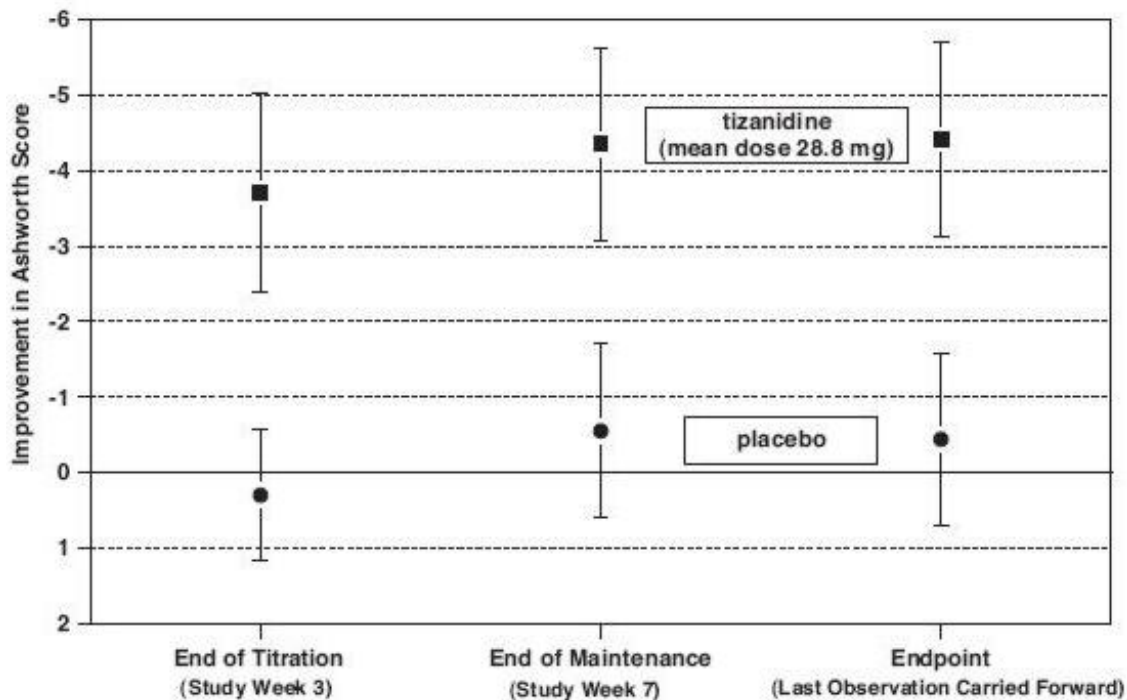 Improvement in Ashworth Score
-6
-5
-4
-3
-2
-1
0
1
2
tizanidine
(mean dose 28.8 mg)
placebo
End of Titration
(Study Week 3)
End of Maintenance
(Study Week 7)
Endpoint
(Last Observation Carried Forward)